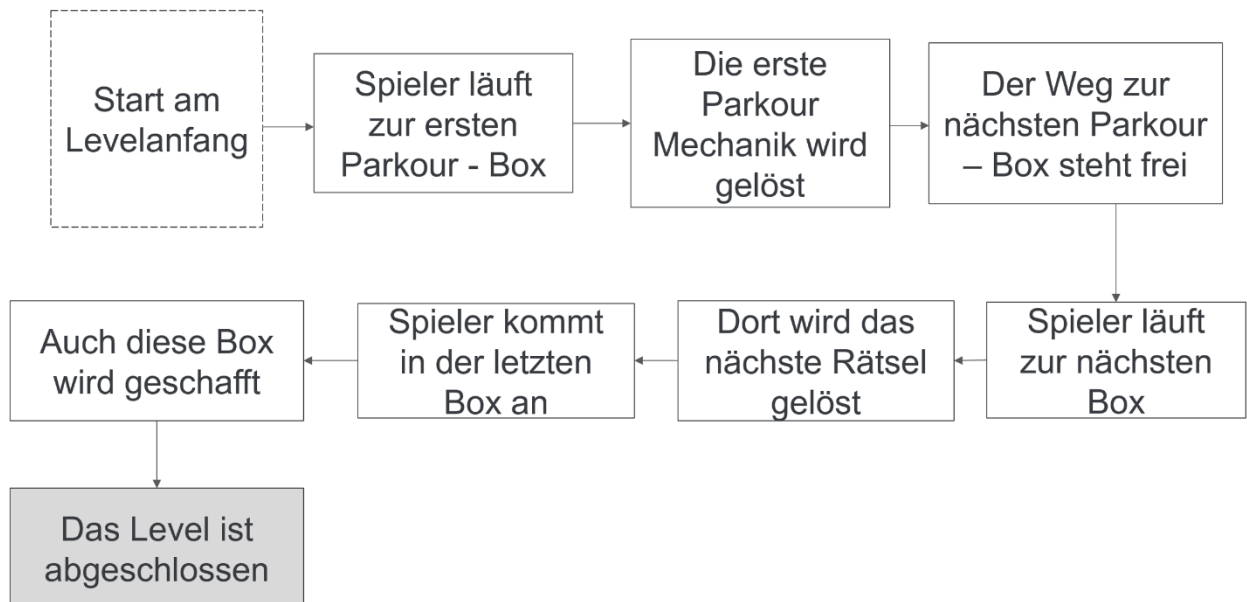 Start am
Levelanfang
Spieler läuft
zur ersten
Parkour - Box
Die erste
Parkour
Mechanik wird
gelöst
Der Weg zur
nächsten Parkour
– Box steht frei
Spieler läuft
zur nächsten
Box
Dort wird das
nächste Rätsel
gelöst
Spieler kommt
in der letzten
Box an
Auch diese Box
wird geschafft
Das Level ist
abgeschlossen